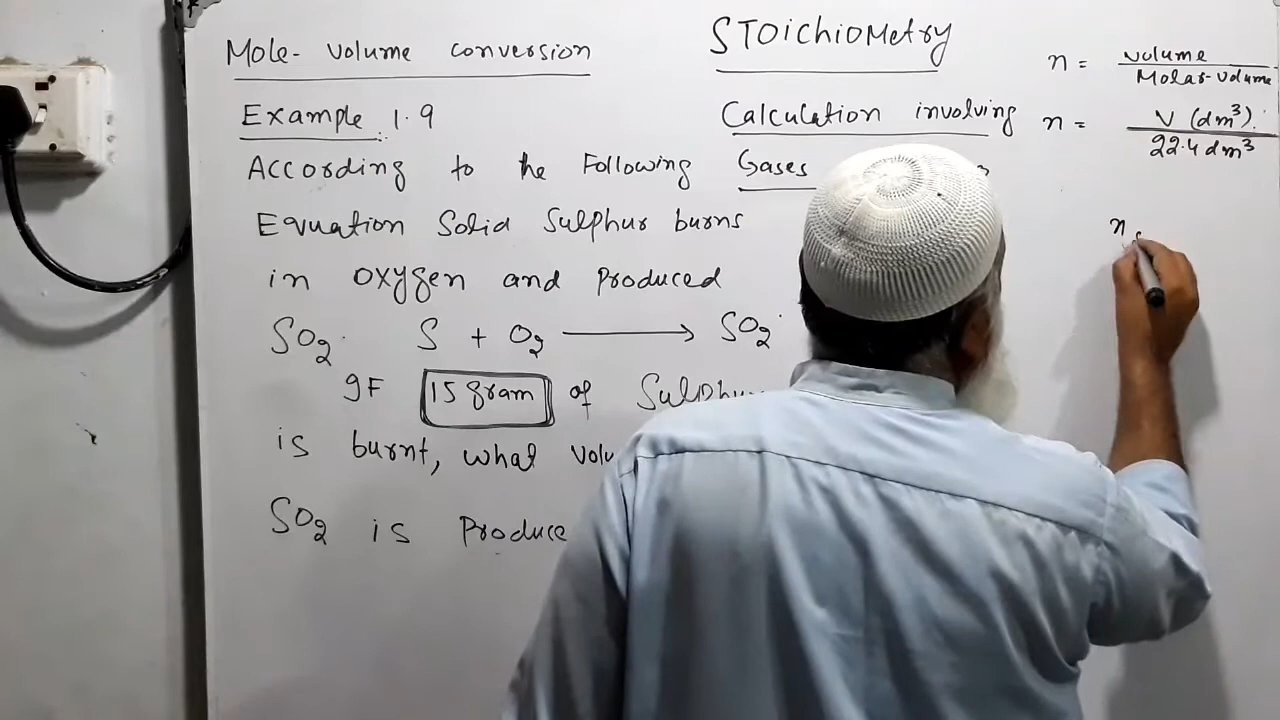 Mole- Volume conversion
Example 1.9
According to the Following
Equation Solid Sulphur burns
in oxygen and Produced
SO₂ S + O₂ ⟶ SO₂
If 15 gram of
is burnt, what
SO₂ is Produce
SToichioMetry
Calculation involving
Gases
n = Volume / Molar-Volume
n = V (dm³) / 22.4 dm³
n